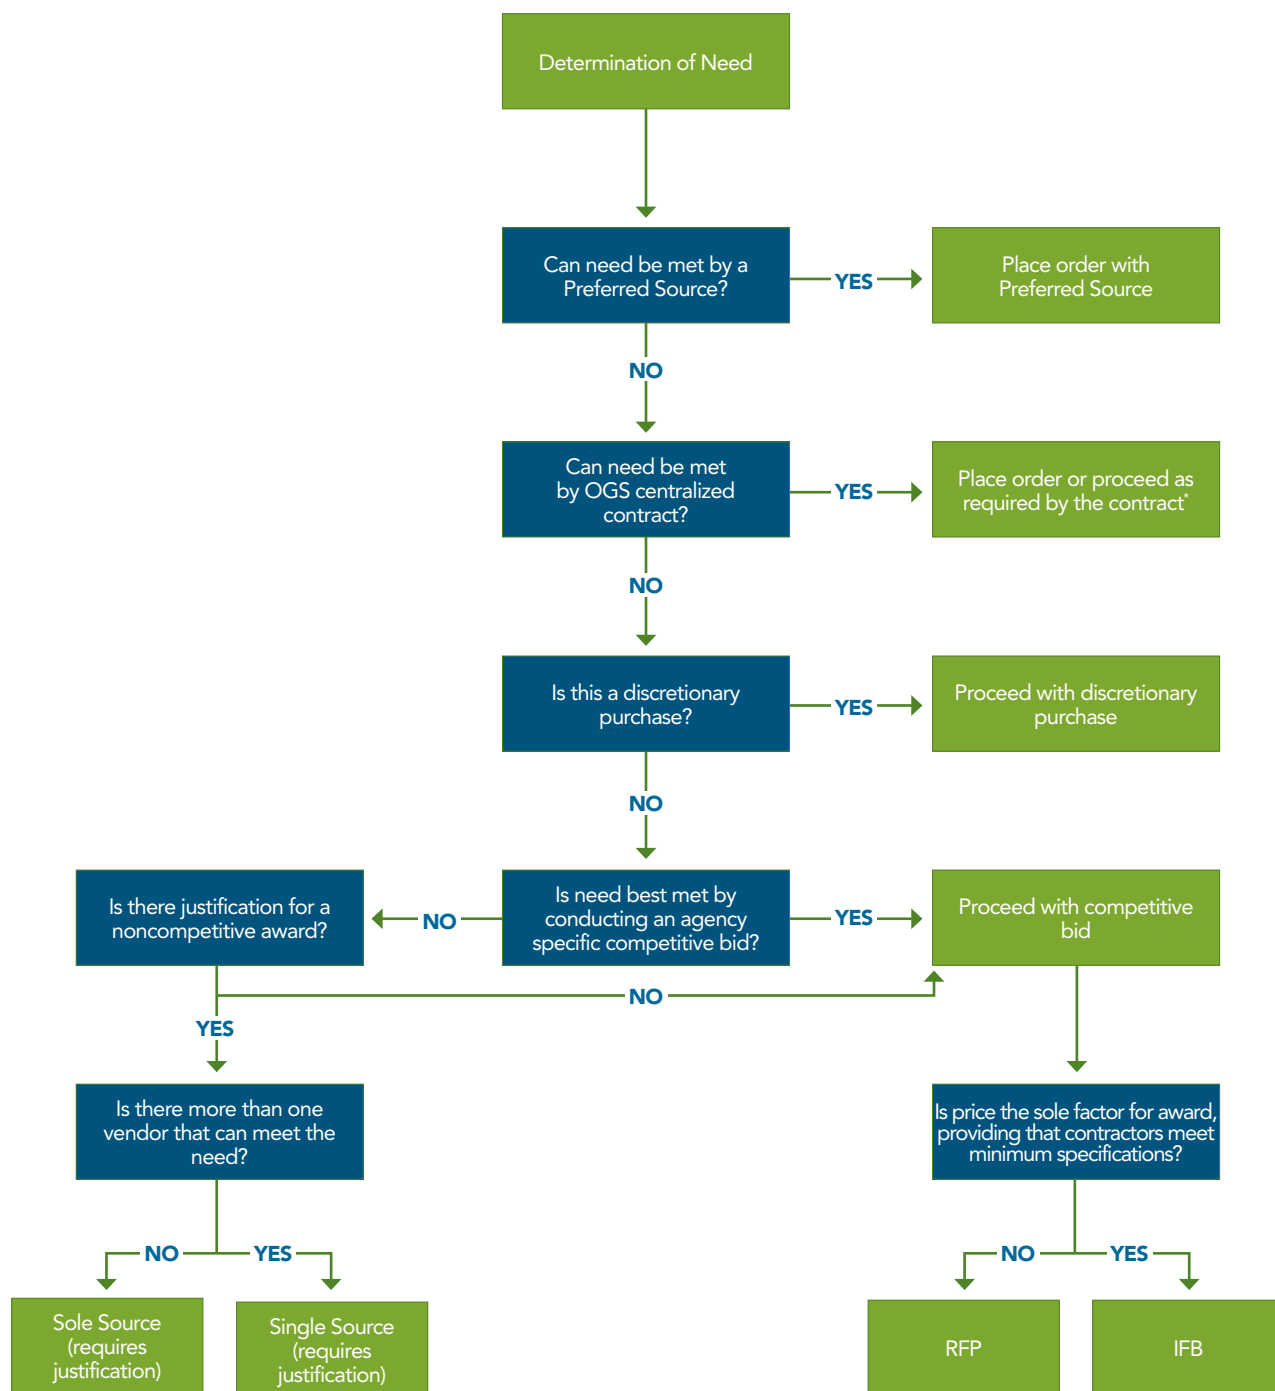 Determination of Need
Can need be met by a
Preferred Source?
YES
Place order with
Preferred Source
NO
Can need be met
by OGS centralized
contract?
YES
Place order or proceed as
required by the contract*
NO
Is this a discretionary
purchase?
YES
Proceed with discretionary
purchase
NO
Is there justification for a
noncompetitive award?
NO
Is need best met by
conducting an agency
specific competitive bid?
YES
Proceed with competitive
bid
NO
YES
Is there more than one
vendor that can meet the
need?
Is price the sole factor for award,
providing that contractors meet
minimum specifications?
NO
YES
NO
YES
Sole Source
(requires
justification)
Single Source
(requires
justification)
RFP
IFB